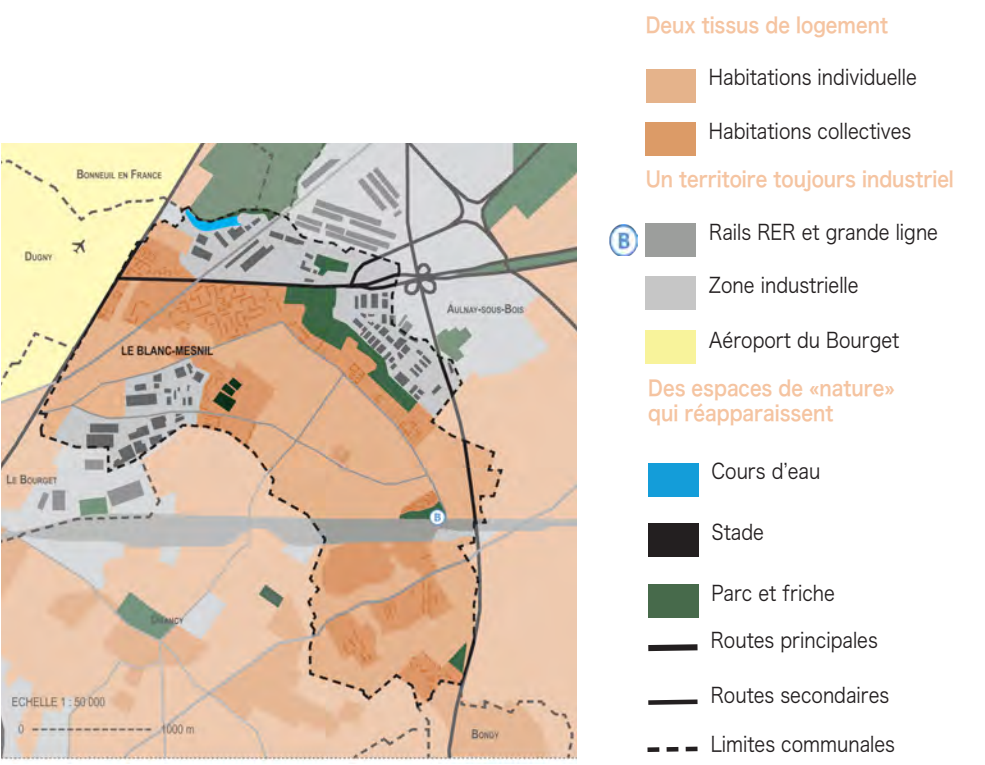 Deux tissus de logement
Habitations individuelle
Habitations collectives
Un territoire toujours industriel
B
Rails RER et grande ligne
Zone industrielle
Aéroport du Bourget
Des espaces de «nature»
qui réapparaissent
Cours d'eau
Stade
Parc et friche
Routes principales
Routes secondaires
Limites communales
BONNEUIL EN FRANCE
DUGNY
AULNAY-SOUS-BOIS
LE BLANC-MESNIL
LE BOURGET
B
DRANCY
ECHELLE 1 : 50 000
0 1000 m
BONDY